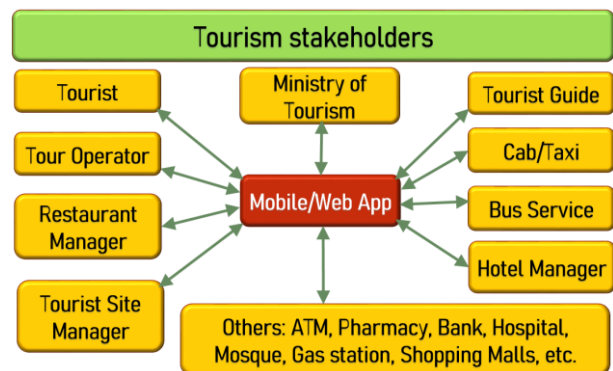 Tourism stakeholders
Tourist
Ministry of
Tourism
Tourist Guide
Tour Operator
Cab/Taxi
Mobile/Web App
Restaurant
Manager
Bus Service
Tourist Site
Manager
Hotel Manager
Others: ATM, Pharmacy, Bank, Hospital,
Mosque, Gas station, Shopping Malls, etc.